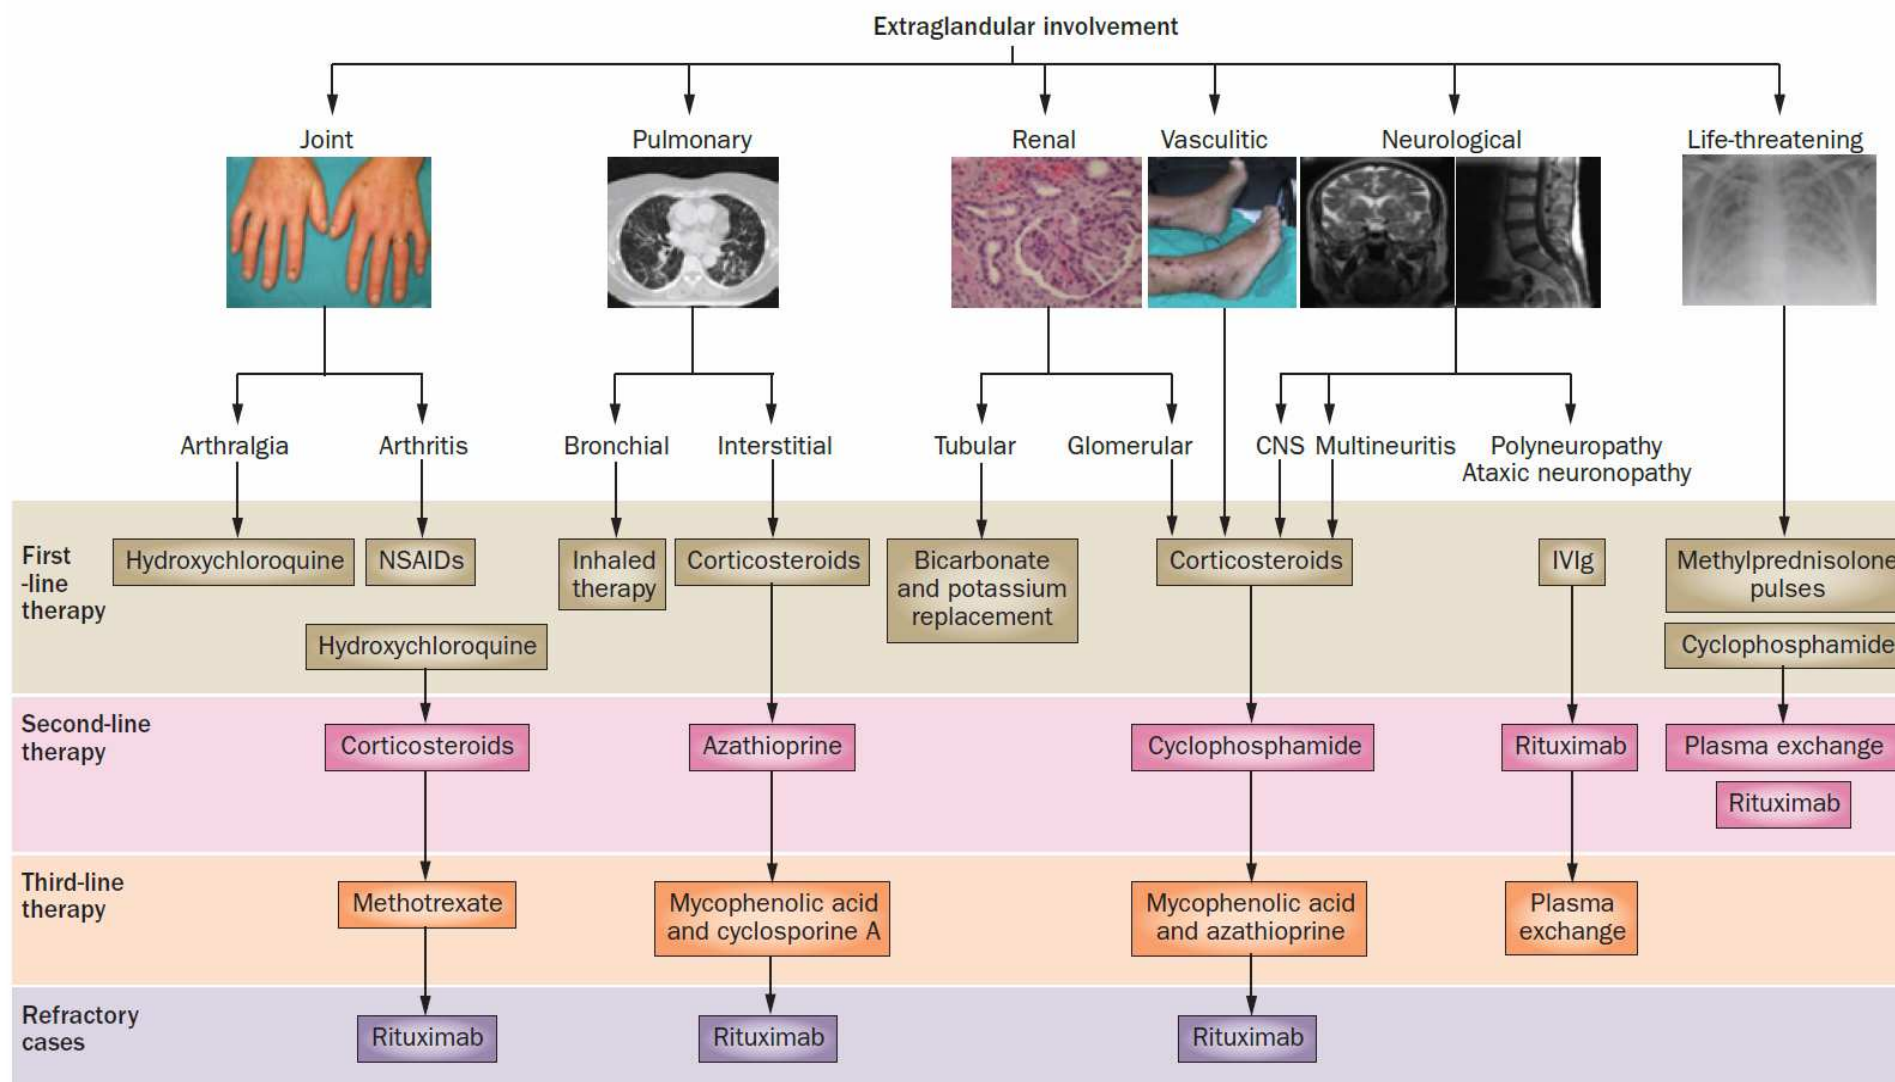 Extraglandular involvement
Joint
Pulmonary
Renal
Vasculitic
Neurological
Life-threatening
Arthralgia
Arthritis
Bronchial
Interstitial
Tubular
Glomerular
CNS
Multineuritis
Polyneuropathy
Ataxic neuronopathy
First
-line
therapy
Hydroxychloroquine
NSAIDs
Hydroxychloroquine
Inhaled
therapy
Corticosteroids
Bicarbonate
and potassium
replacement
Corticosteroids
IVIg
Methylprednisolone
pulses
Cyclophosphamide
Second-line
therapy
Corticosteroids
Azathioprine
Cyclophosphamide
Rituximab
Plasma exchange
Rituximab
Third-line
therapy
Methotrexate
Mycophenolic acid
and cyclosporine A
Mycophenolic acid
and azathioprine
Plasma
exchange
Refractory
cases
Rituximab
Rituximab
Rituximab